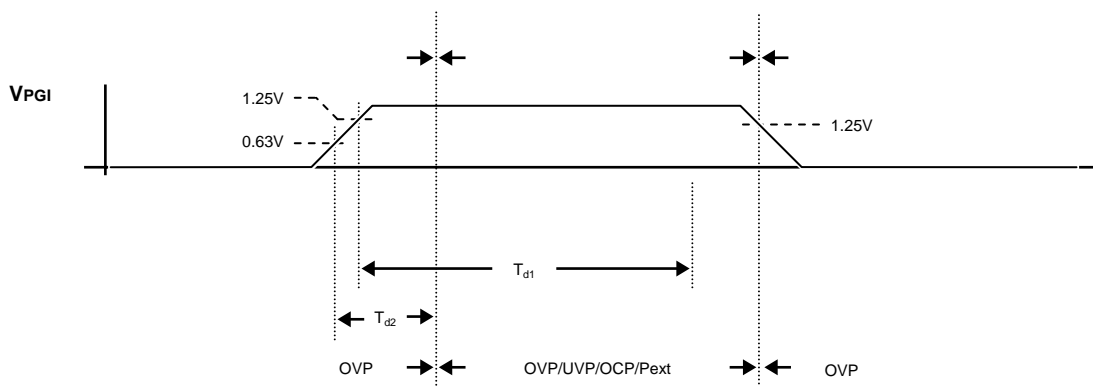 VPGI
1.25V
0.63V
1.25V
Td1
Td2
OVP
OVP/UVP/OCP/Pext
OVP